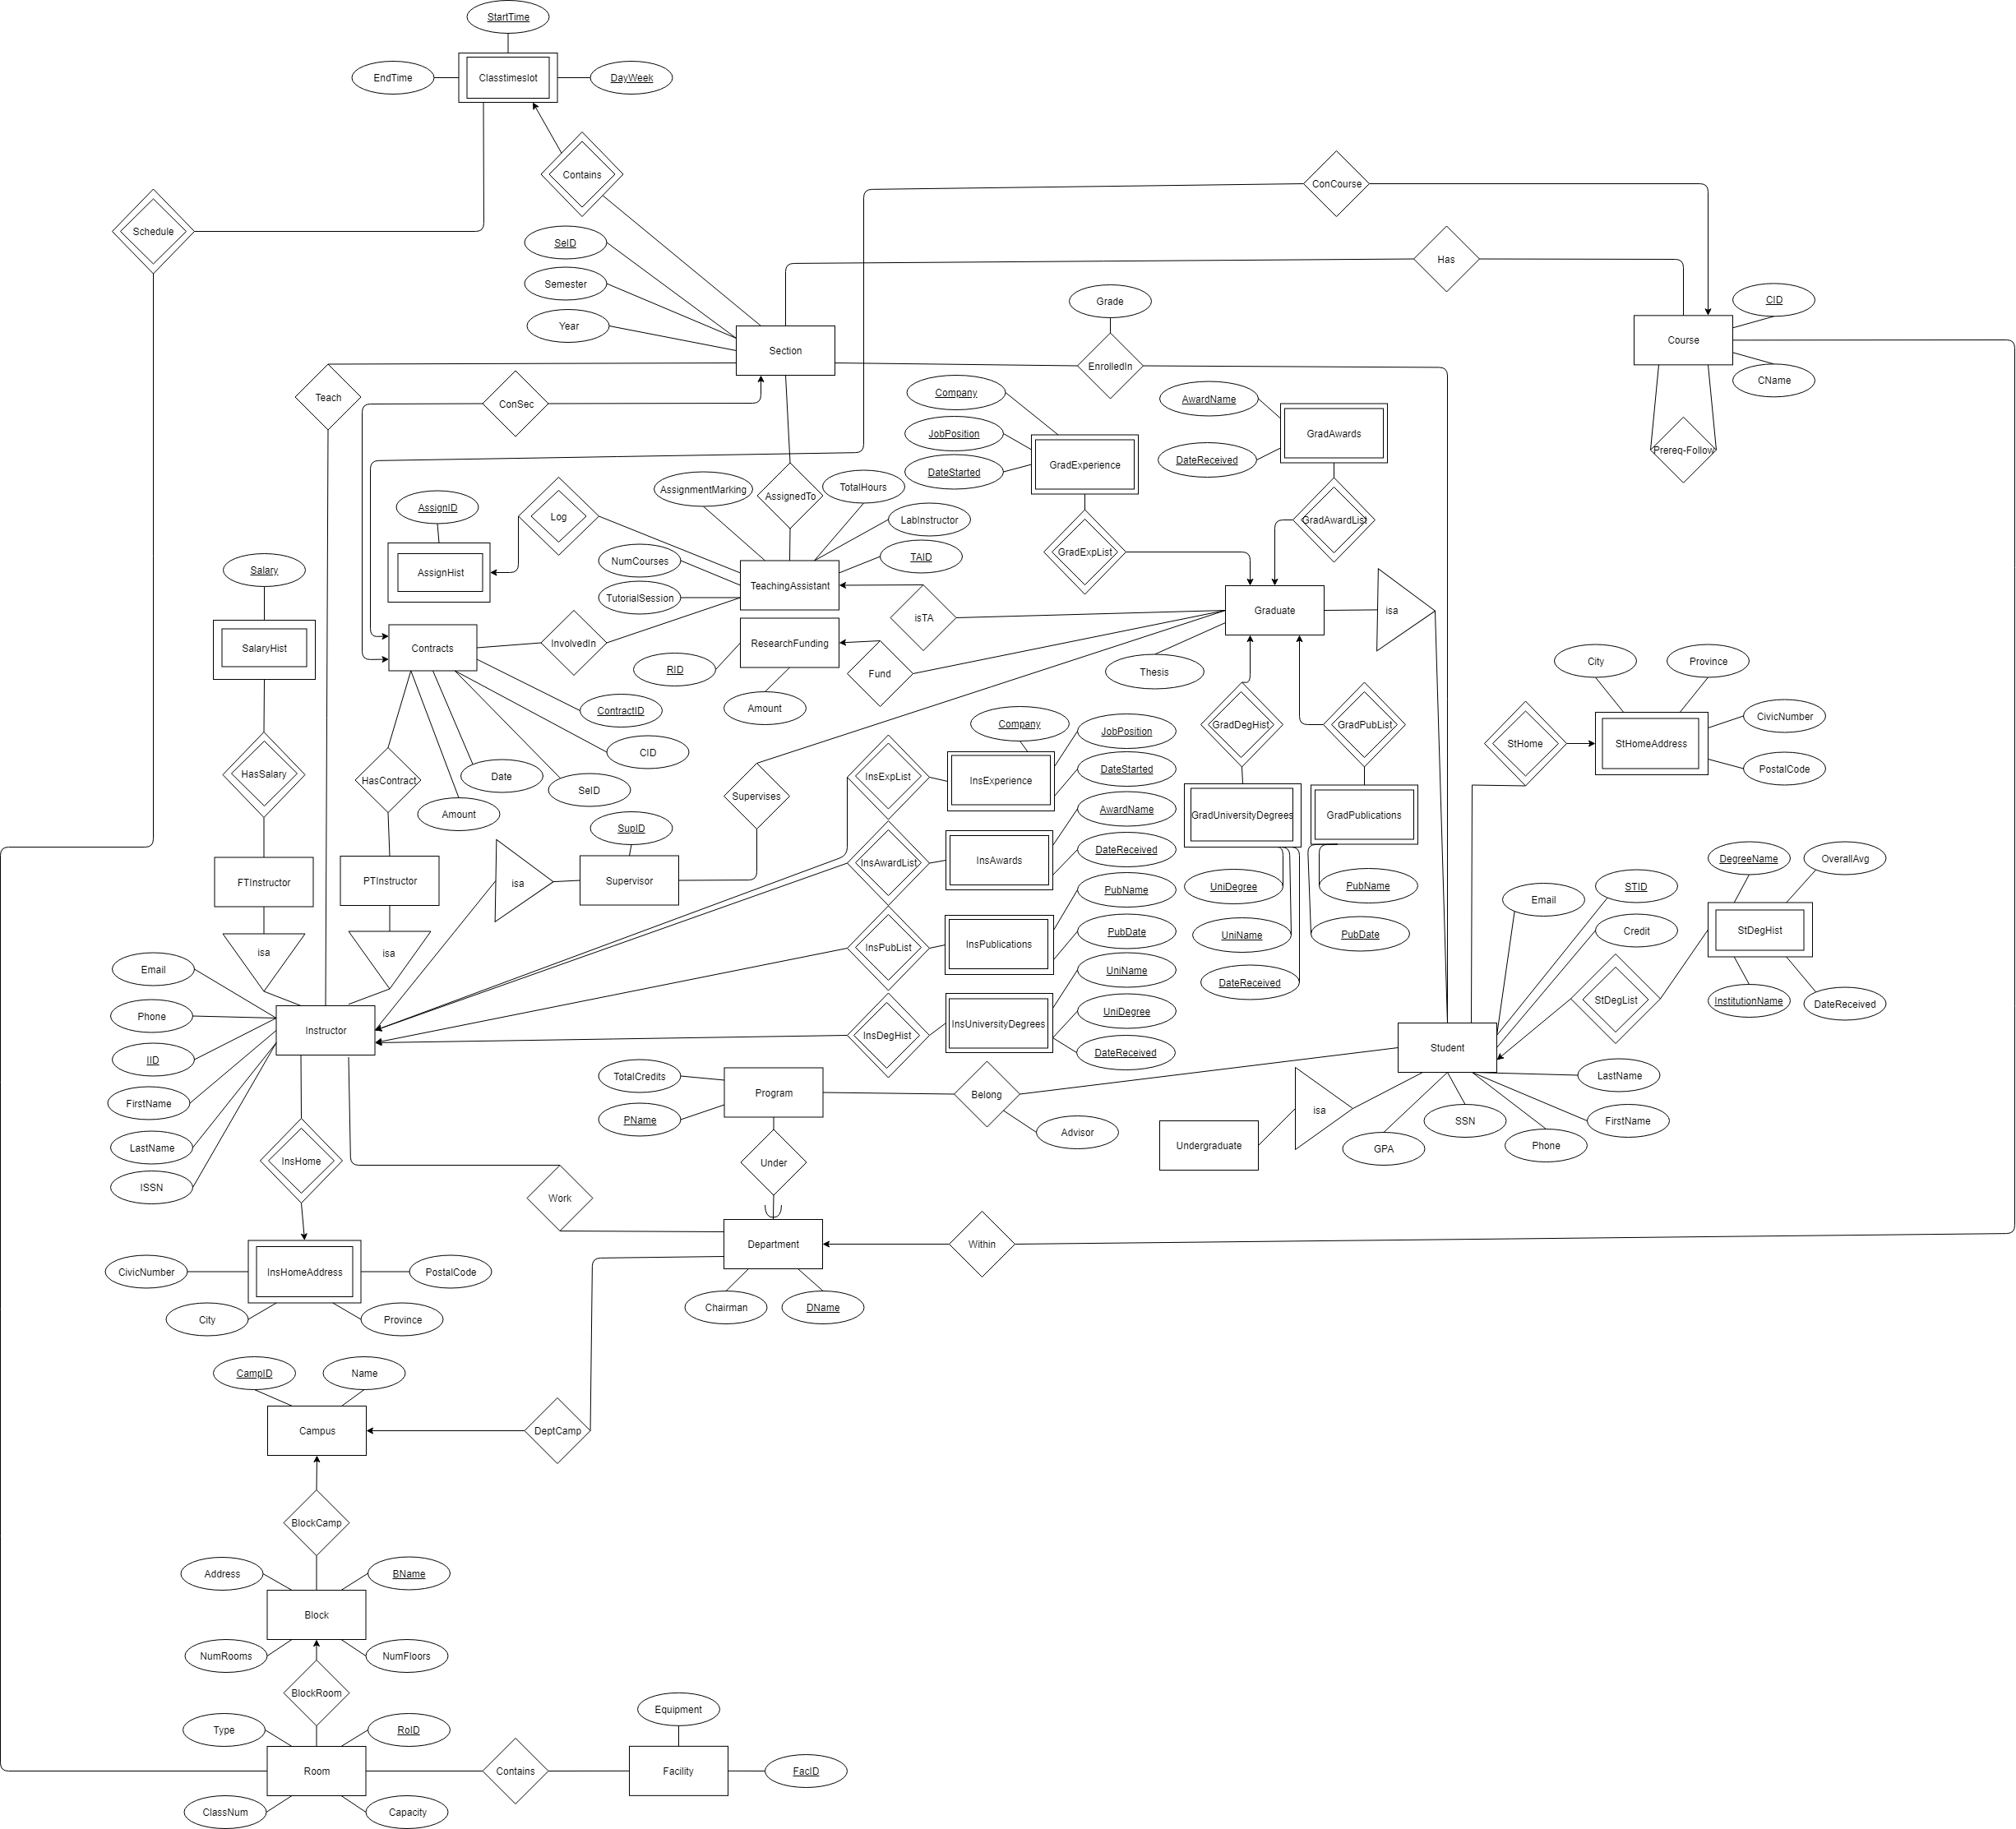 StartTime
EndTime
Classtimeslot
DayWeek
Contains
ConCourse
Schedule
SeID
Has
Semester
Grade
CID
Year
Section
Course
EnrolledIn
CName
Teach
ConSec
Company
AwardName
JobPosition
GradAwards
Prereq-Follow
DateStarted
GradExperience
DateReceived
AssignmentMarking
AssignedTo
TotalHours
AssignID
Log
LabInstructor
GradAwardList
GradExpList
NumCourses
TAID
Salary
AssignHist
TeachingAssistant
TutorialSession
isTA
Graduate
isa
SalaryHist
Contracts
InvolvedIn
ResearchFunding
RID
Fund
Thesis
City
Province
Amount
ContractID
CivicNumber
Company
JobPosition
GradDegHist
GradPubList
StHome
StHomeAddress
CID
HasSalary
HasContract
Date
InsExpList
InsExperience
DateStarted
PostalCode
SeID
Supervises
Amount
AwardName
GradUniversityDegrees
GradPublications
SupID
InsAwardList
InsAwards
DateReceived
DegreeName
OverallAvg
FTInstructor
PTInstructor
isa
Supervisor
PubName
UniDegree
PubName
STID
Email
InsPubList
InsPublications
PubDate
UniName
PubDate
Credit
StDegHist
isa
isa
Email
UniName
DateReceived
StDegList
InstitutionName
DateReceived
Phone
Instructor
InsDegHist
InsUniversityDegrees
UniDegree
Student
IID
DateReceived
TotalCredits
Program
Belong
LastName
FirstName
PName
isa
SSN
FirstName
Advisor
LastName
InsHome
Under
Undergraduate
GPA
Phone
ISSN
Work
Department
Within
CivicNumber
InsHomeAddress
PostalCode
City
Province
Chairman
DName
CampID
Name
Campus
DeptCamp
BlockCamp
Address
BName
Block
NumRooms
NumFloors
BlockRoom
Equipment
Type
RoID
Room
Contains
Facility
FacID
ClassNum
Capacity